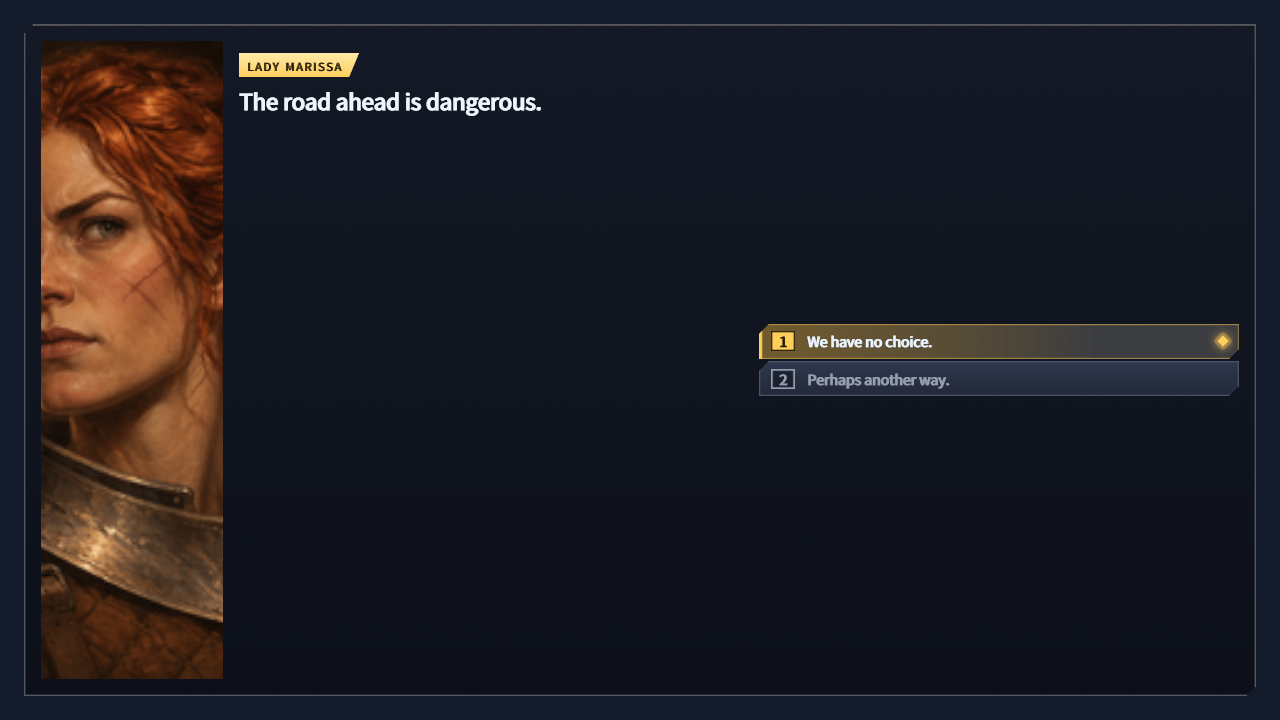 LADY MARISSA
The road ahead is dangerous.
1 We have no choice.
2 Perhaps another way.